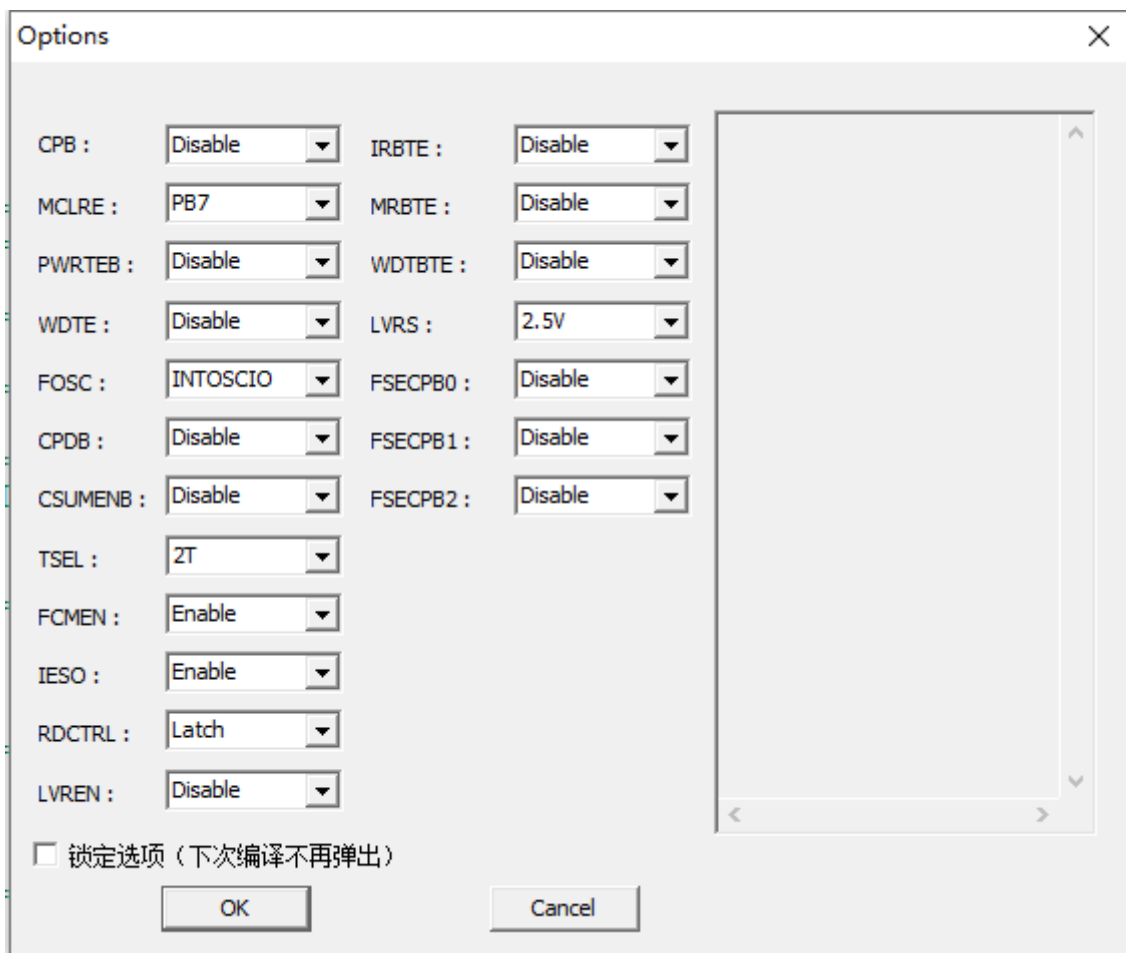 Options
CPB : Disable IRBTE : Disable
MCLRE : PB7 MRBTE : Disable
PWRTEB : Disable WDTBTE : Disable
WDTE : Disable LVRS : 2.5V
FOSC : INTOSCIO FSECPB0 : Disable
CPDB : Disable FSECPB1 : Disable
CSUMENB : Disable FSECPB2 : Disable
TSEL : 2T
FCMEN : Enable
IESO : Enable
RDCTRL : Latch
LVREN : Disable
锁定选项（下次编译不再弹出）
OK Cancel